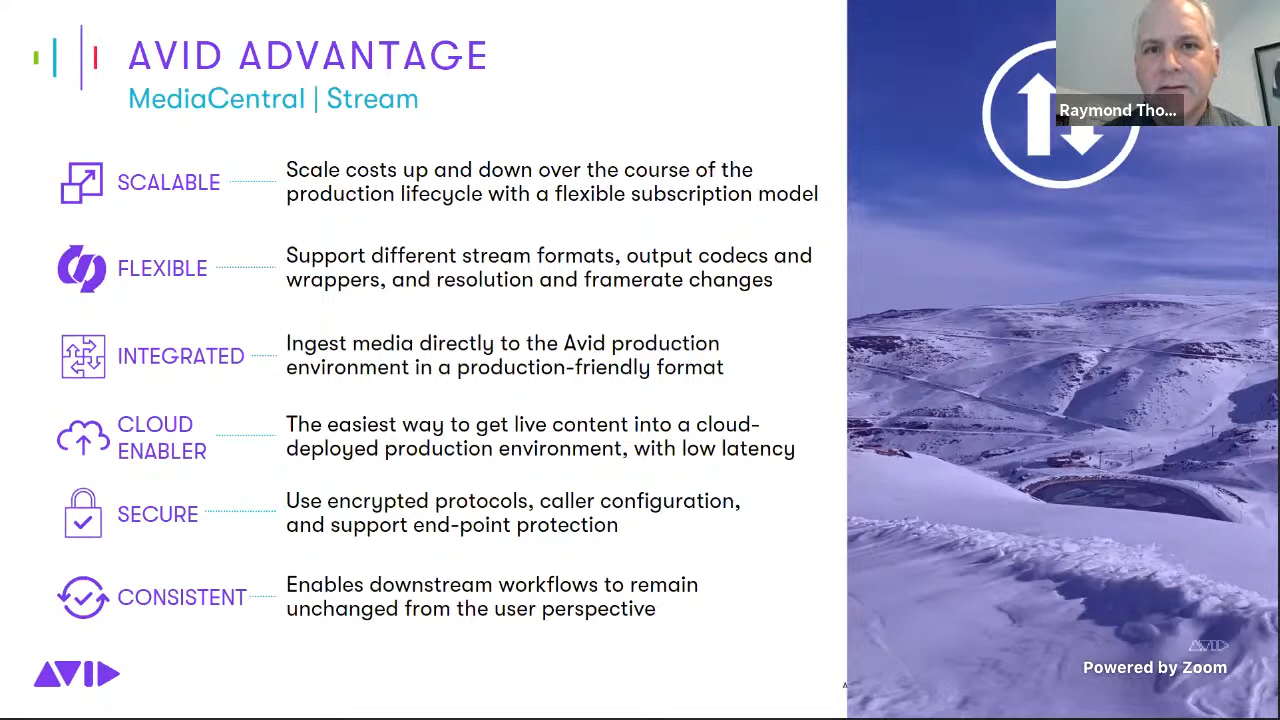 AVID ADVANTAGE
MediaCentral | Stream
Raymond Tho...
SCALABLE
Scale costs up and down over the course of the
production lifecycle with a flexible subscription model
FLEXIBLE
Support different stream formats, output codecs and
wrappers, and resolution and framerate changes
INTEGRATED
Ingest media directly to the Avid production
environment in a production-friendly format
CLOUD
ENABLER
The easiest way to get live content into a cloud-
deployed production environment, with low latency
SECURE
Use encrypted protocols, caller configuration,
and support end-point protection
CONSISTENT
Enables downstream workflows to remain
unchanged from the user perspective
AVID
AVID
Powered by Zoom